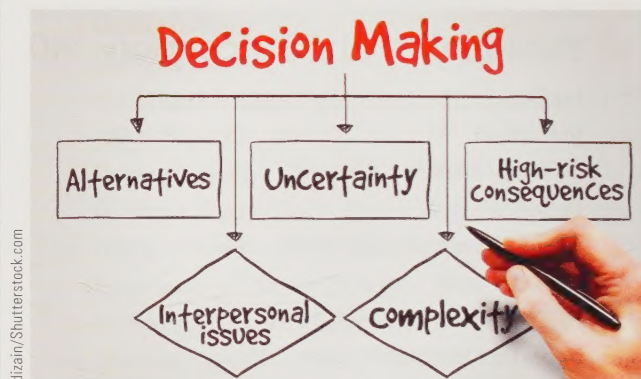 Decision Making
Alternatives
Uncertainty
High-risk
consequences
Interpersonal
issues
complexity
dizain/Shutterstock.com